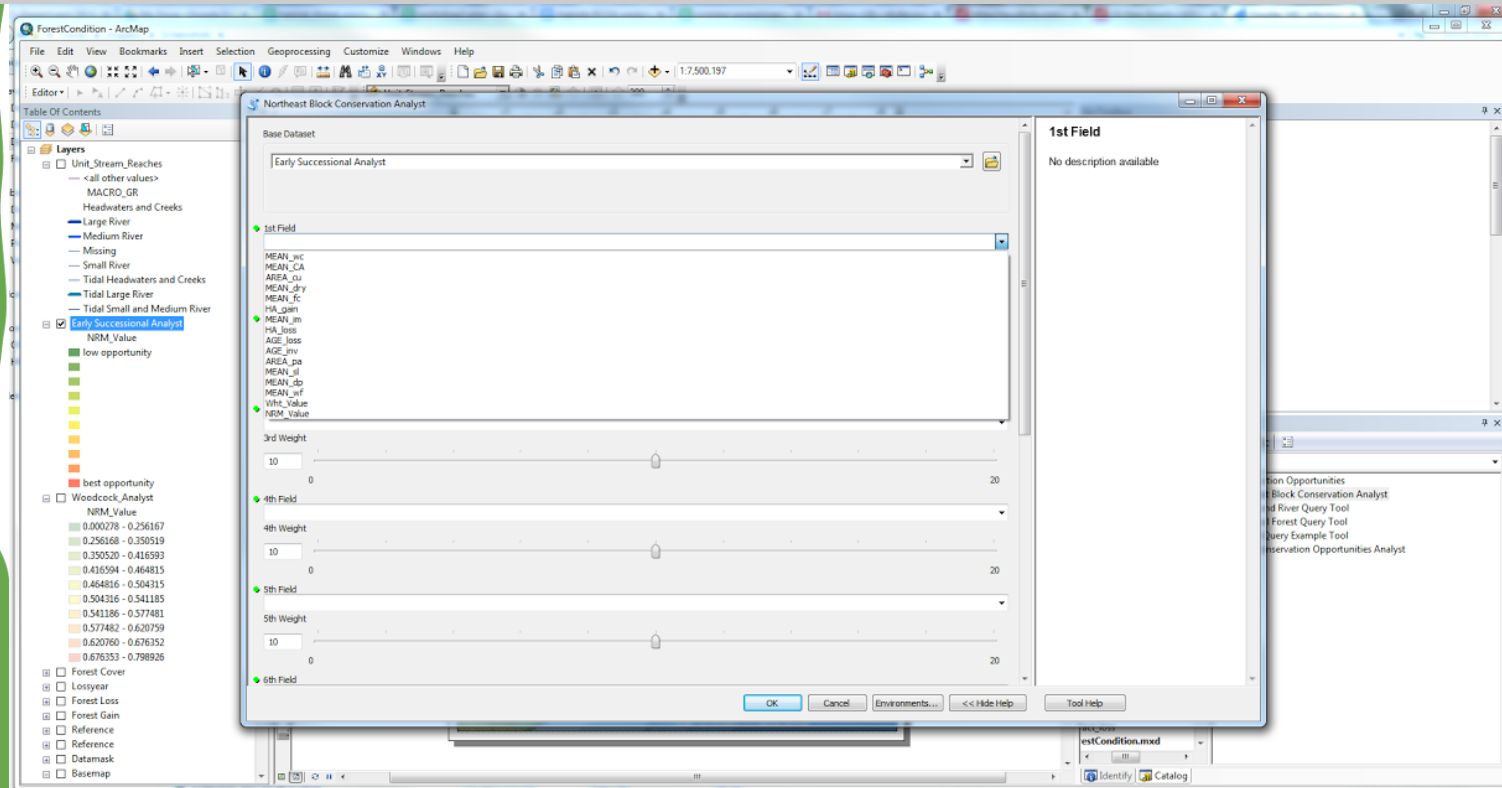 ForestCondition - ArcMap
File Edit View Bookmarks Insert Selection Geoprocessing Customize Windows Help
1:7,500,197
Editor
Table Of Contents
Layers
Unit_Stream_Reaches
<all other values>
MACRO_GR
Headwaters and Creeks
Large River
Medium River
Missing
Small River
Tidal Headwaters and Creeks
Tidal Large River
Tidal Small and Medium River
Early Successional Analyst
NRM_Value
low opportunity
best opportunity
Woodcock_Analyst
NRM_Value
0.000278 - 0.256167
0.256168 - 0.350519
0.350520 - 0.416593
0.416594 - 0.464815
0.464816 - 0.504315
0.504316 - 0.541185
0.541186 - 0.577481
0.577482 - 0.620759
0.620760 - 0.676352
0.676353 - 0.798926
Forest Cover
Lossyear
Forest Loss
Forest Gain
Reference
Reference
Datamask
Basemap
Northeast Block Conservation Analyst
Base Dataset
Early Successional Analyst
1st Field
MEAN_wc
MEAN_CA
AREA_cu
MEAN_dry
MEAN_fc
HA_gain
MEAN_im
HA_loss
AGE_loss
AGE_inv
AREA_pa
MEAN_sl
MEAN_dp
MEAN_wf
Wht_Value
NRM_Value
3rd Weight
10
0 20
4th Field
4th Weight
10
0 20
5th Field
5th Weight
10
0 20
6th Field
OK Cancel Environments... << Hide Help Tool Help
1st Field
No description available
tion Opportunities
t Block Conservation Analyst
nd River Query Tool
l Forest Query Tool
Query Example Tool
nservation Opportunities Analyst
estCondition.mxd
Identify Catalog